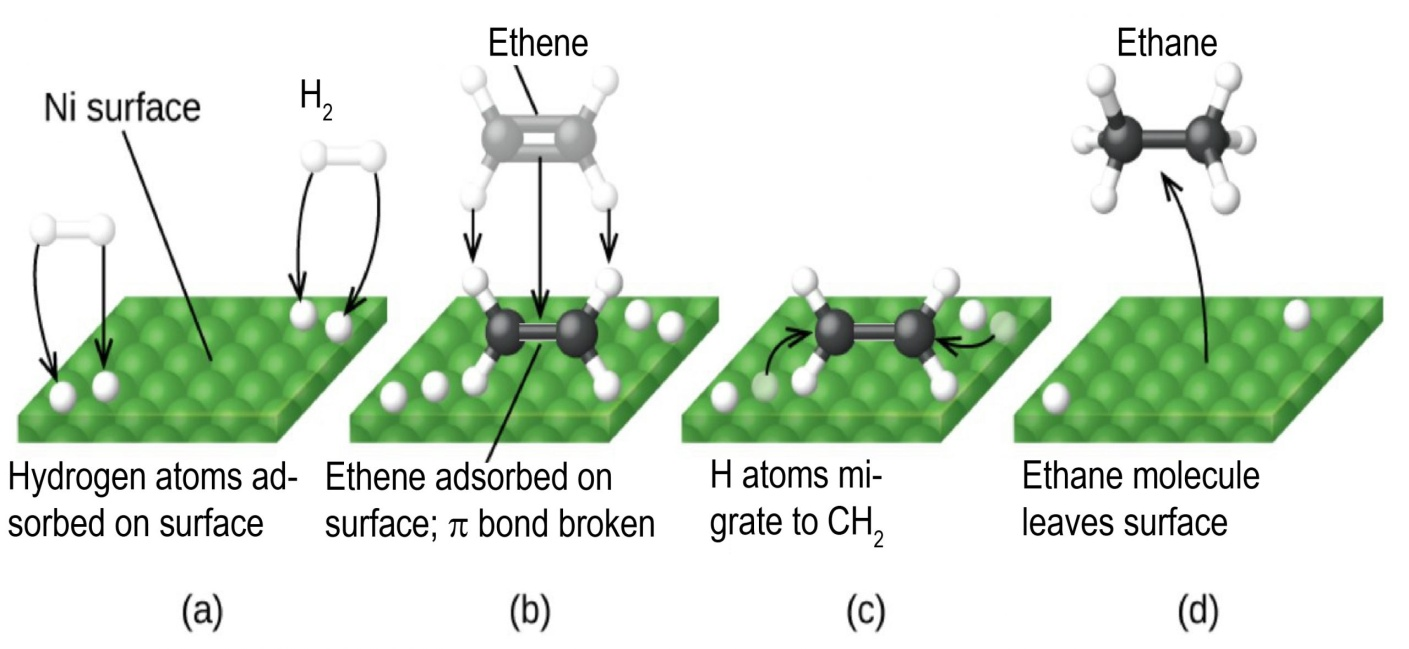 Ethene
Ethane
Ni surface
H₂
Hydrogen atoms ad-
sorbed on surface
Ethene adsorbed on
surface; π bond broken
H atoms mi-
grate to CH₂
Ethane molecule
leaves surface
(a)
(b)
(c)
(d)